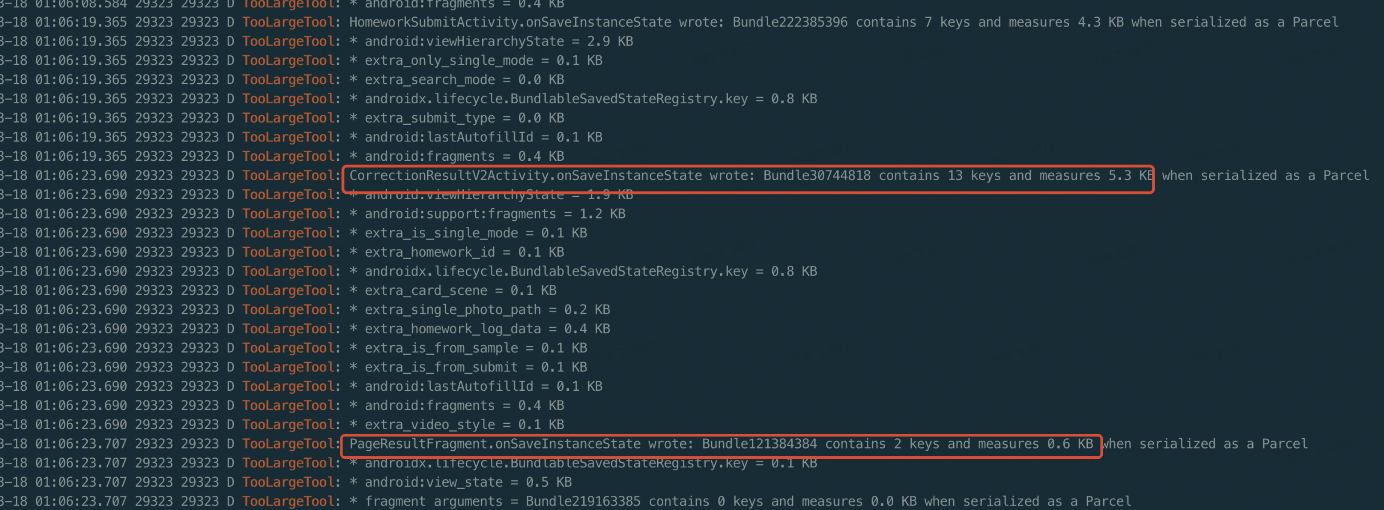 3-18 01:06:08.584 29323 29323 D TooLargeTool: * android:fragments = 0.4 KB
3-18 01:06:19.365 29323 29323 D TooLargeTool: HomeworkSubmitActivity.onSaveInstanceState wrote: Bundle222385396 contains 7 keys and measures 4.3 KB when serialized as a Parcel
3-18 01:06:19.365 29323 29323 D TooLargeTool: * android:viewHierarchyState = 2.9 KB
3-18 01:06:19.365 29323 29323 D TooLargeTool: * extra_only_single_mode = 0.1 KB
3-18 01:06:19.365 29323 29323 D TooLargeTool: * extra_search_mode = 0.0 KB
3-18 01:06:19.365 29323 29323 D TooLargeTool: * androidx.lifecycle.BundlableSavedStateRegistry.key = 0.8 KB
3-18 01:06:19.365 29323 29323 D TooLargeTool: * extra_submit_type = 0.0 KB
3-18 01:06:19.365 29323 29323 D TooLargeTool: * android:lastAutofillId = 0.1 KB
3-18 01:06:19.365 29323 29323 D TooLargeTool: * android:fragments = 0.4 KB
3-18 01:06:23.690 29323 29323 D TooLargeTool: CorrectionResultV2Activity.onSaveInstanceState wrote: Bundle30744818 contains 13 keys and measures 5.3 KB when serialized as a Parcel
3-18 01:06:23.690 29323 29323 D TooLargeTool: * android:viewHierarchyState = 1.9 KB
3-18 01:06:23.690 29323 29323 D TooLargeTool: * android:support:fragments = 1.2 KB
3-18 01:06:23.690 29323 29323 D TooLargeTool: * extra_is_single_mode = 0.1 KB
3-18 01:06:23.690 29323 29323 D TooLargeTool: * extra_homework_id = 0.1 KB
3-18 01:06:23.690 29323 29323 D TooLargeTool: * androidx.lifecycle.BundlableSavedStateRegistry.key = 0.8 KB
3-18 01:06:23.690 29323 29323 D TooLargeTool: * extra_card_scene = 0.1 KB
3-18 01:06:23.690 29323 29323 D TooLargeTool: * extra_single_photo_path = 0.2 KB
3-18 01:06:23.690 29323 29323 D TooLargeTool: * extra_homework_log_data = 0.4 KB
3-18 01:06:23.690 29323 29323 D TooLargeTool: * extra_is_from_sample = 0.1 KB
3-18 01:06:23.690 29323 29323 D TooLargeTool: * extra_is_from_submit = 0.1 KB
3-18 01:06:23.690 29323 29323 D TooLargeTool: * android:lastAutofillId = 0.1 KB
3-18 01:06:23.690 29323 29323 D TooLargeTool: * android:fragments = 0.4 KB
3-18 01:06:23.690 29323 29323 D TooLargeTool: * extra_video_style = 0.1 KB
3-18 01:06:23.707 29323 29323 D TooLargeTool: PageResultFragment.onSaveInstanceState wrote: Bundle121384384 contains 2 keys and measures 0.6 KB when serialized as a Parcel
3-18 01:06:23.707 29323 29323 D TooLargeTool: * androidx.lifecycle.BundlableSavedStateRegistry.key = 0.1 KB
3-18 01:06:23.707 29323 29323 D TooLargeTool: * android:view_state = 0.5 KB
3-18 01:06:23.707 29323 29323 D TooLargeTool: * fragment arguments = Bundle219163385 contains 0 keys and measures 0.0 KB when serialized as a Parcel